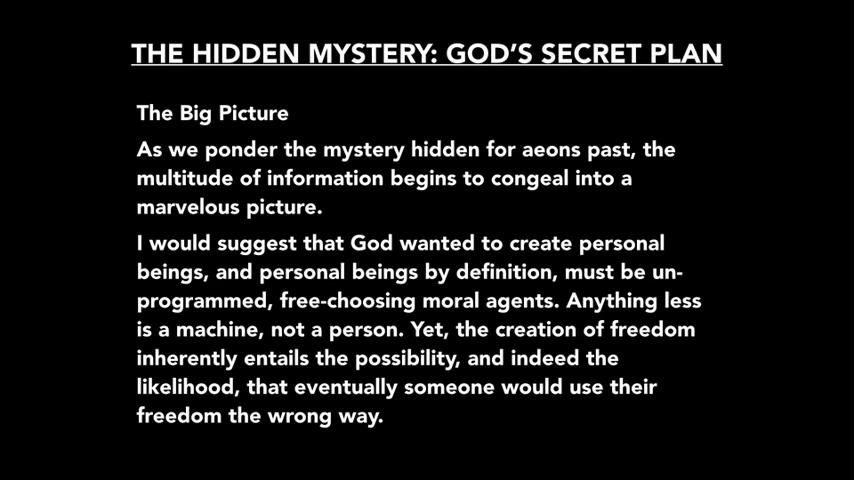 THE HIDDEN MYSTERY: GOD’S SECRET PLAN
The Big Picture
As we ponder the mystery hidden for aeons past, the
multitude of information begins to congeal into a
marvelous picture.
I would suggest that God wanted to create personal
beings, and personal beings by definition, must be un-
programmed, free-choosing moral agents. Anything less
is a machine, not a person. Yet, the creation of freedom
inherently entails the possibility, and indeed the
likelihood, that eventually someone would use their
freedom the wrong way.